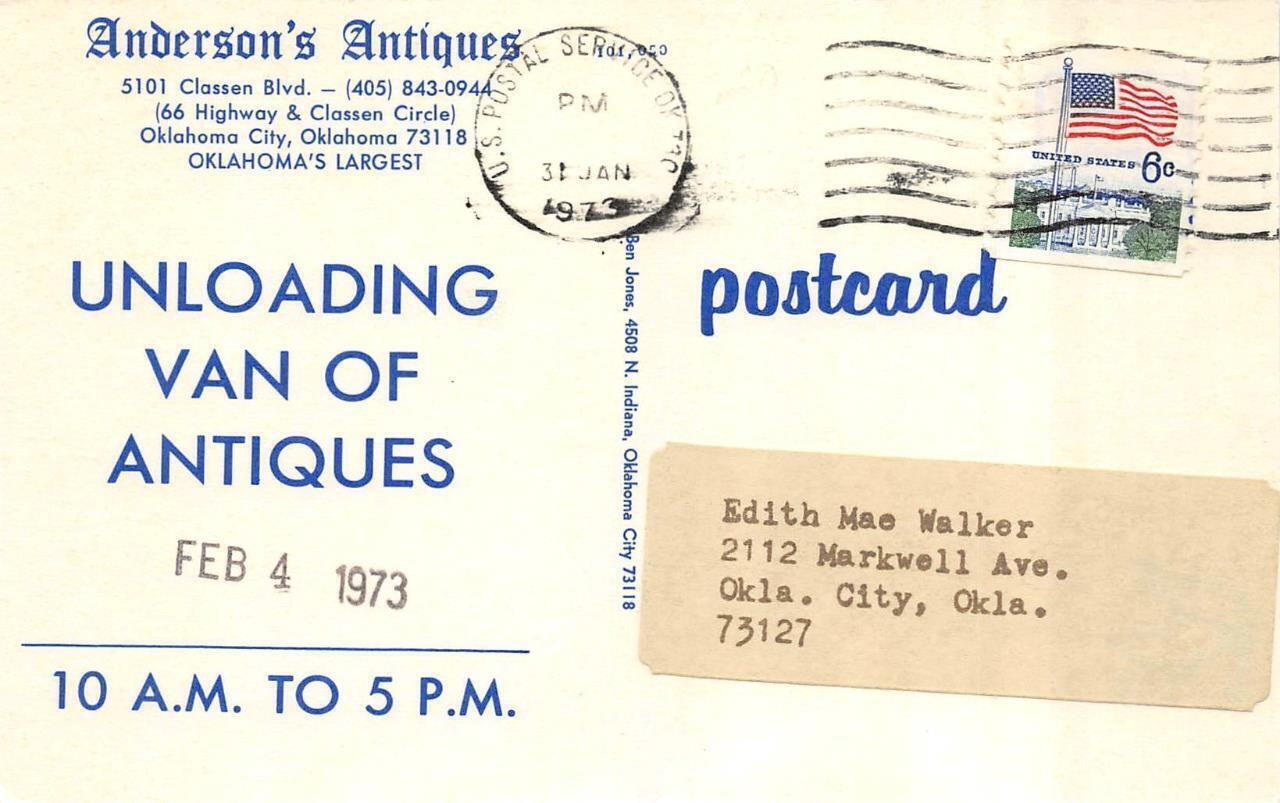 Anderson's Antiques
5101 Classen Blvd. — (405) 843-0944
(66 Highway & Classen Circle)
Oklahoma City, Oklahoma 73118
OKLAHOMA'S LARGEST
UNLOADING
VAN OF
ANTIQUES
FEB 4 1973
10 A.M. TO 5 P.M.
U.S. POSTAL SERVICE OK
PM
31 JAN
1973
Ben Jones, 4508 N. Indiana, Oklahoma City 73118
UNITED STATES 6c
postcard
Edith Mae Walker
2112 Markwell Ave.
Okla. City, Okla.
73127